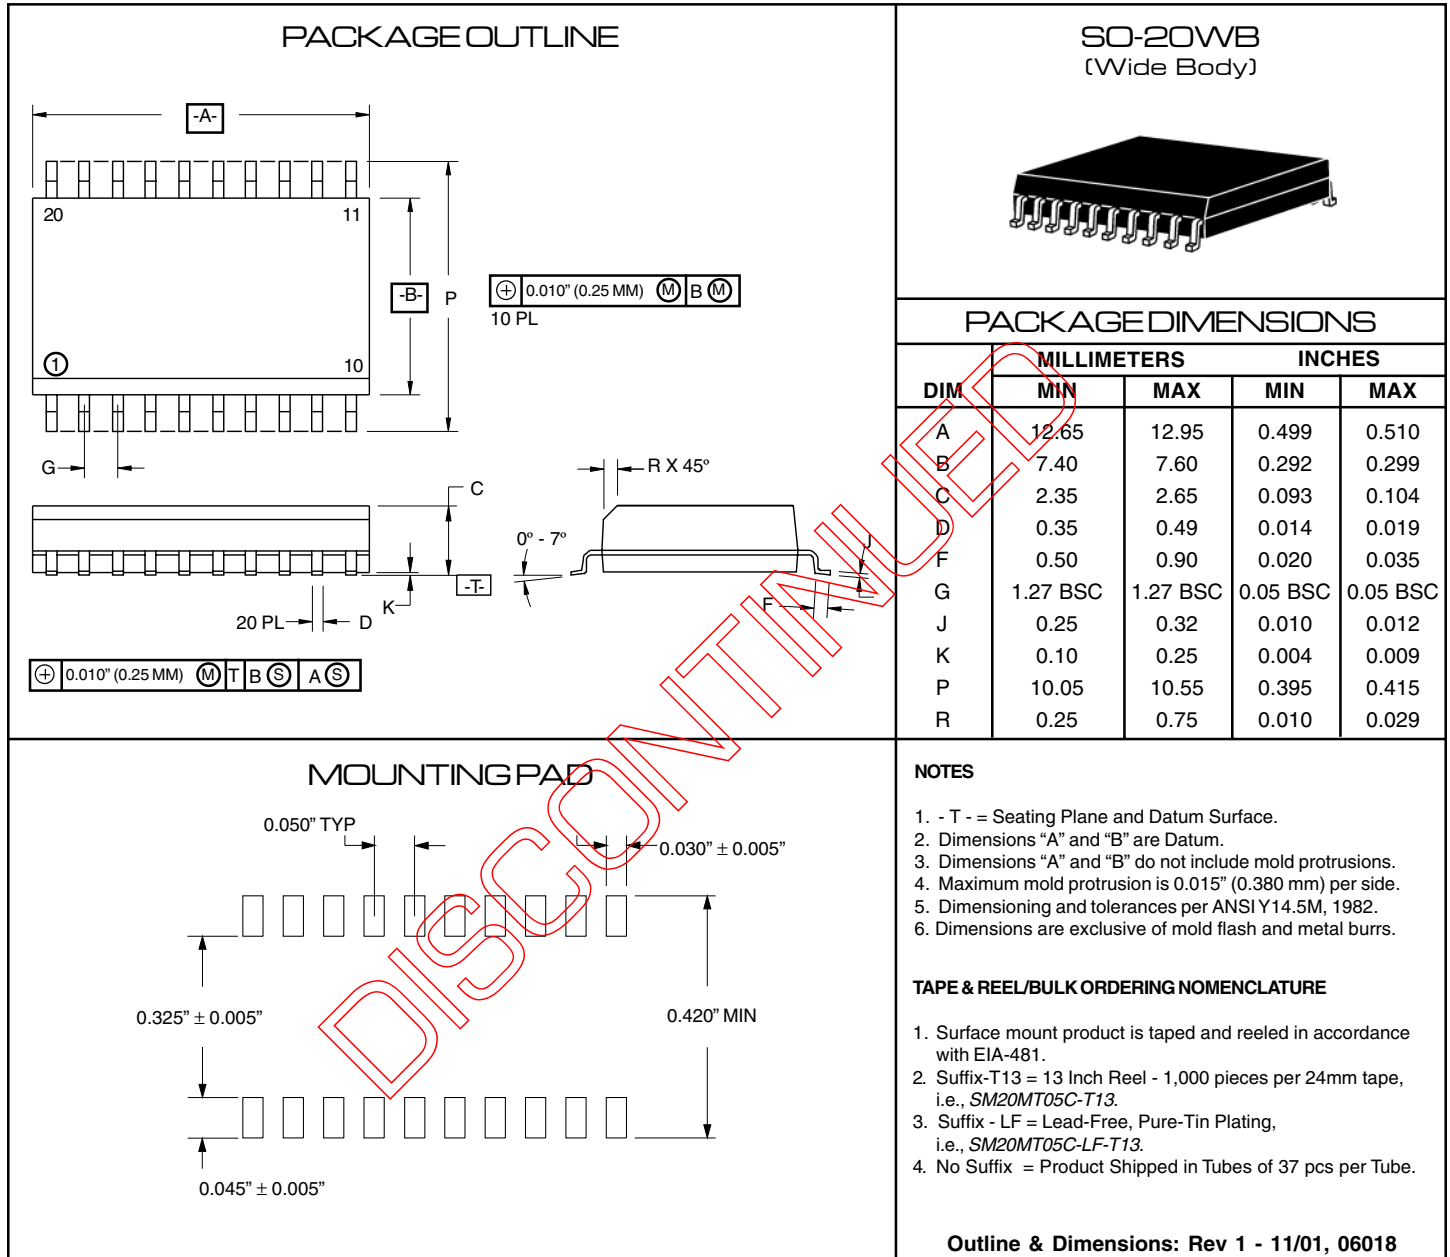 PACKAGE OUTLINE
-A-
20
11
-B-
P
⊕ 0.010” (0.25 MM) Ⓜ B Ⓜ
10 PL
1
10
G
C
R X 45º
0º - 7º
J
-T-
K
F
20 PL
D
⊕ 0.010” (0.25 MM) Ⓜ T B Ⓢ A Ⓢ
SO-20WB
(Wide Body)
PACKAGE DIMENSIONS
MILLIMETERS INCHES
DIM MIN MAX MIN MAX
A 12.65 12.95 0.499 0.510
B 7.40 7.60 0.292 0.299
C 2.35 2.65 0.093 0.104
D 0.35 0.49 0.014 0.019
F 0.50 0.90 0.020 0.035
G 1.27 BSC 1.27 BSC 0.05 BSC 0.05 BSC
J 0.25 0.32 0.010 0.012
K 0.10 0.25 0.004 0.009
P 10.05 10.55 0.395 0.415
R 0.25 0.75 0.010 0.029
DISCONTINUED
MOUNTING PAD
0.050” TYP
0.030” ± 0.005”
0.325” ± 0.005”
0.420” MIN
0.045” ± 0.005”
NOTES
1. - T - = Seating Plane and Datum Surface.
2. Dimensions “A” and “B” are Datum.
3. Dimensions “A” and “B” do not include mold protrusions.
4. Maximum mold protrusion is 0.015” (0.380 mm) per side.
5. Dimensioning and tolerances per ANSI Y14.5M, 1982.
6. Dimensions are exclusive of mold flash and metal burrs.
TAPE & REEL/BULK ORDERING NOMENCLATURE
1. Surface mount product is taped and reeled in accordance
with EIA-481.
2. Suffix-T13 = 13 Inch Reel - 1,000 pieces per 24mm tape,
i.e., SM20MT05C-T13.
3. Suffix - LF = Lead-Free, Pure-Tin Plating,
i.e., SM20MT05C-LF-T13.
4. No Suffix = Product Shipped in Tubes of 37 pcs per Tube.
Outline & Dimensions: Rev 1 - 11/01, 06018